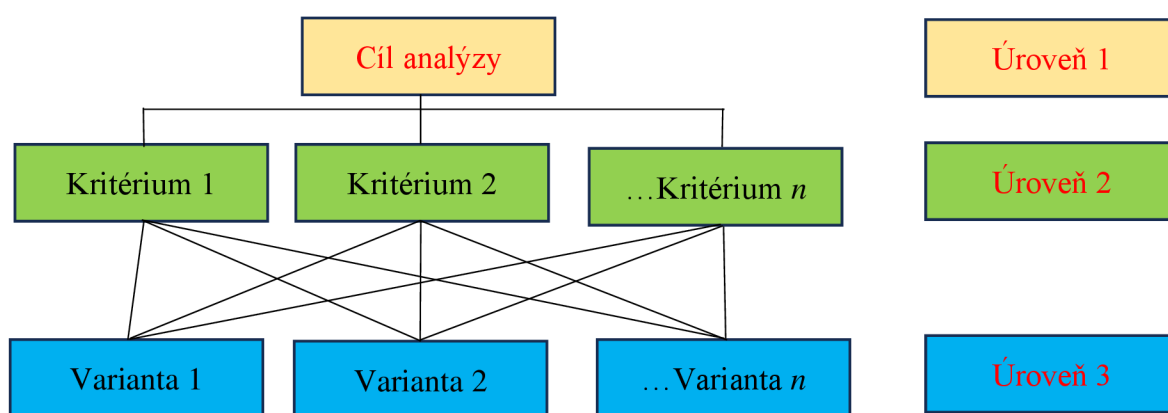 Cíl analýzy
Úroveň 1
Kritérium 1
Kritérium 2
…Kritérium n
Úroveň 2
Varianta 1
Varianta 2
…Varianta n
Úroveň 3